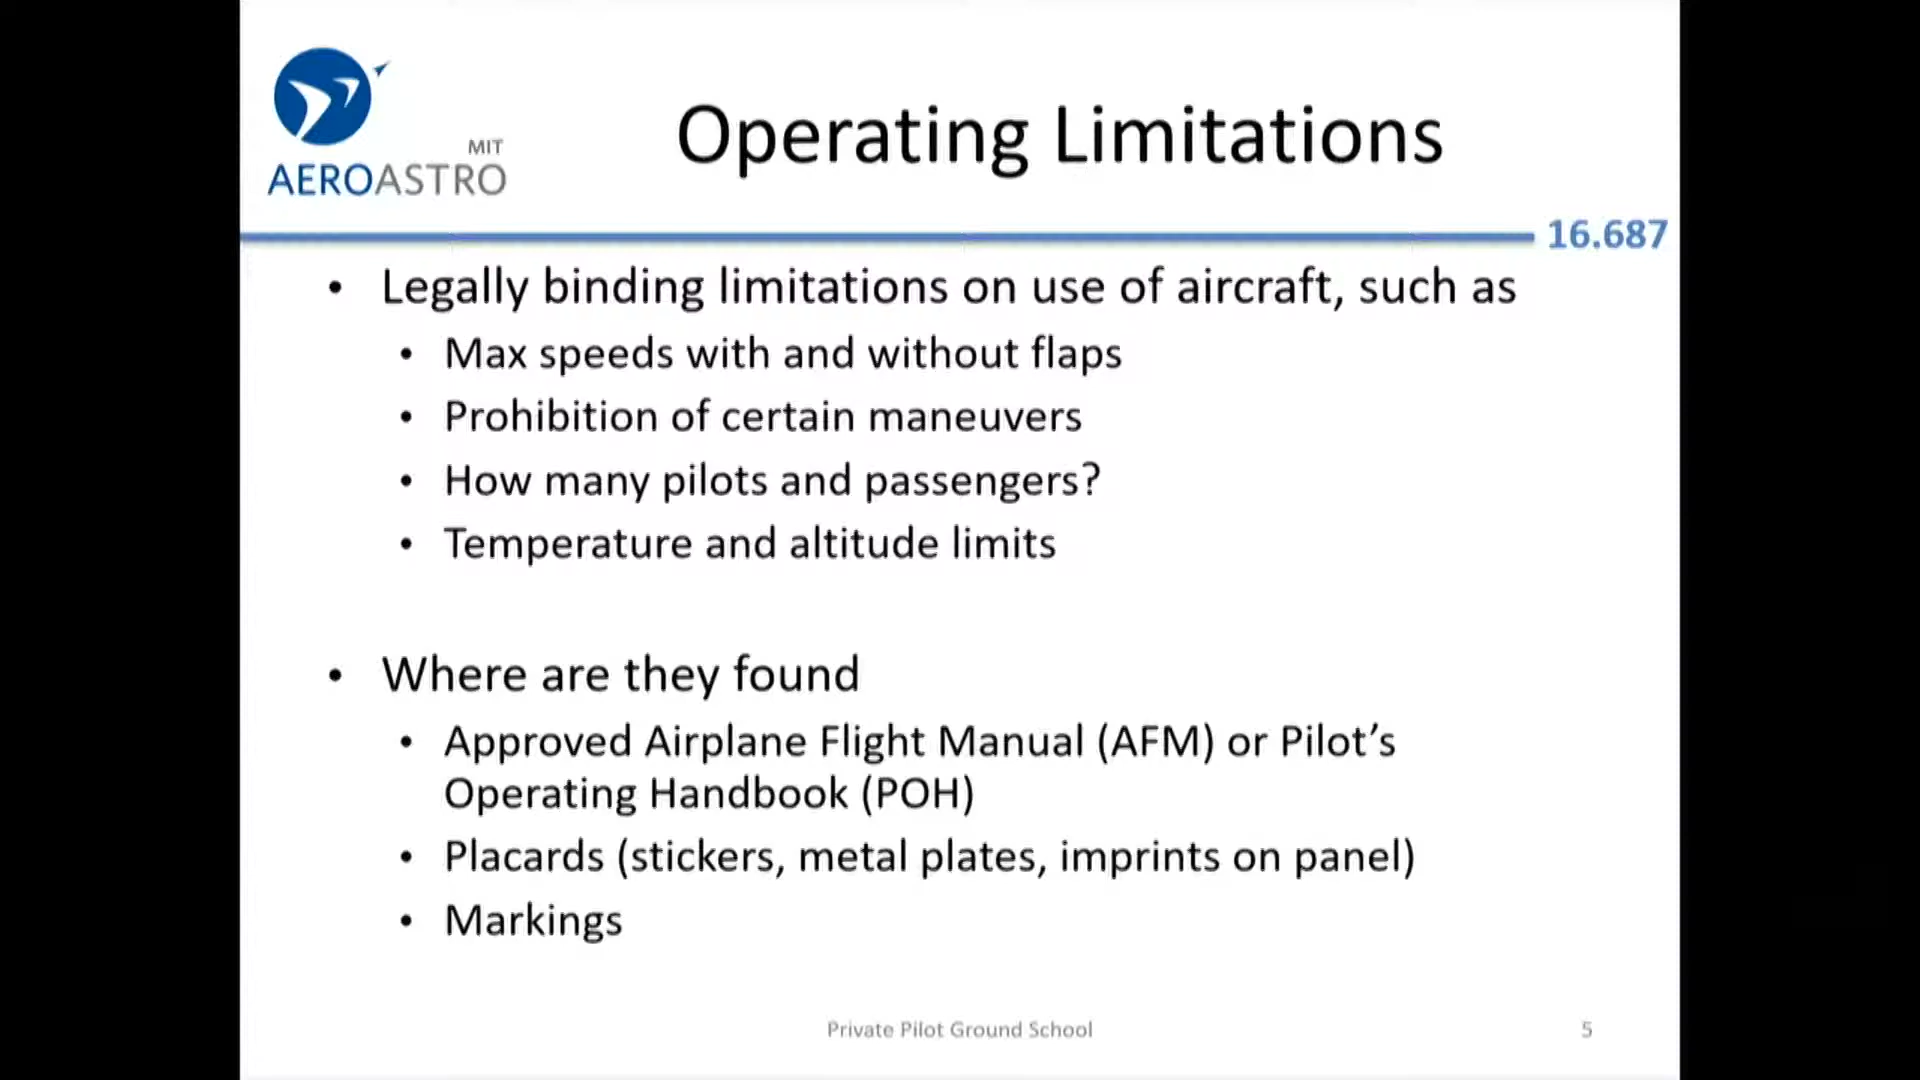 MIT
AEROASTRO
Operating Limitations
16.687
• Legally binding limitations on use of aircraft, such as
• Max speeds with and without flaps
• Prohibition of certain maneuvers
• How many pilots and passengers?
• Temperature and altitude limits
• Where are they found
• Approved Airplane Flight Manual (AFM) or Pilot’s
Operating Handbook (POH)
• Placards (stickers, metal plates, imprints on panel)
• Markings
Private Pilot Ground School
5